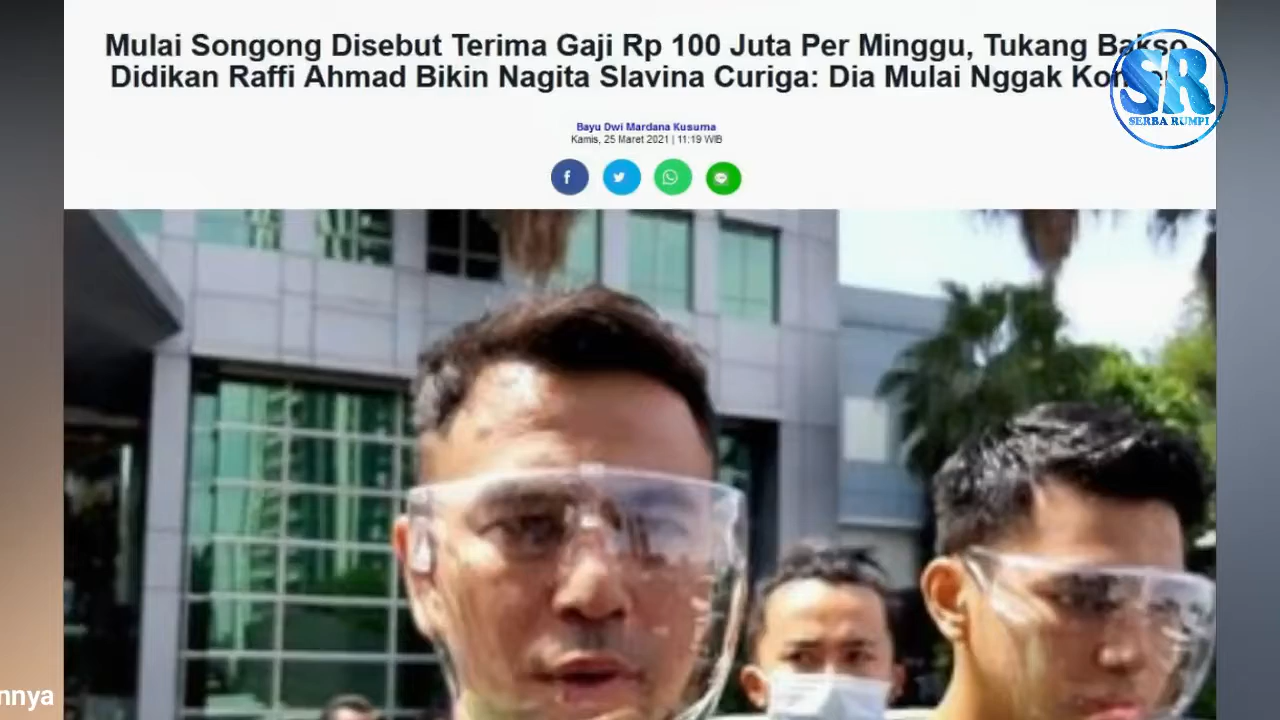 Mulai Songong Disebut Terima Gaji Rp 100 Juta Per Minggu, Tukang Bakso
Didikan Raffi Ahmad Bikin Nagita Slavina Curiga: Dia Mulai Nggak
Bayu Dwi Mardana Kusuma
Kamis, 25 Maret 2021 | 11:19 WIB
SR
SERBA RUMPI
nnya